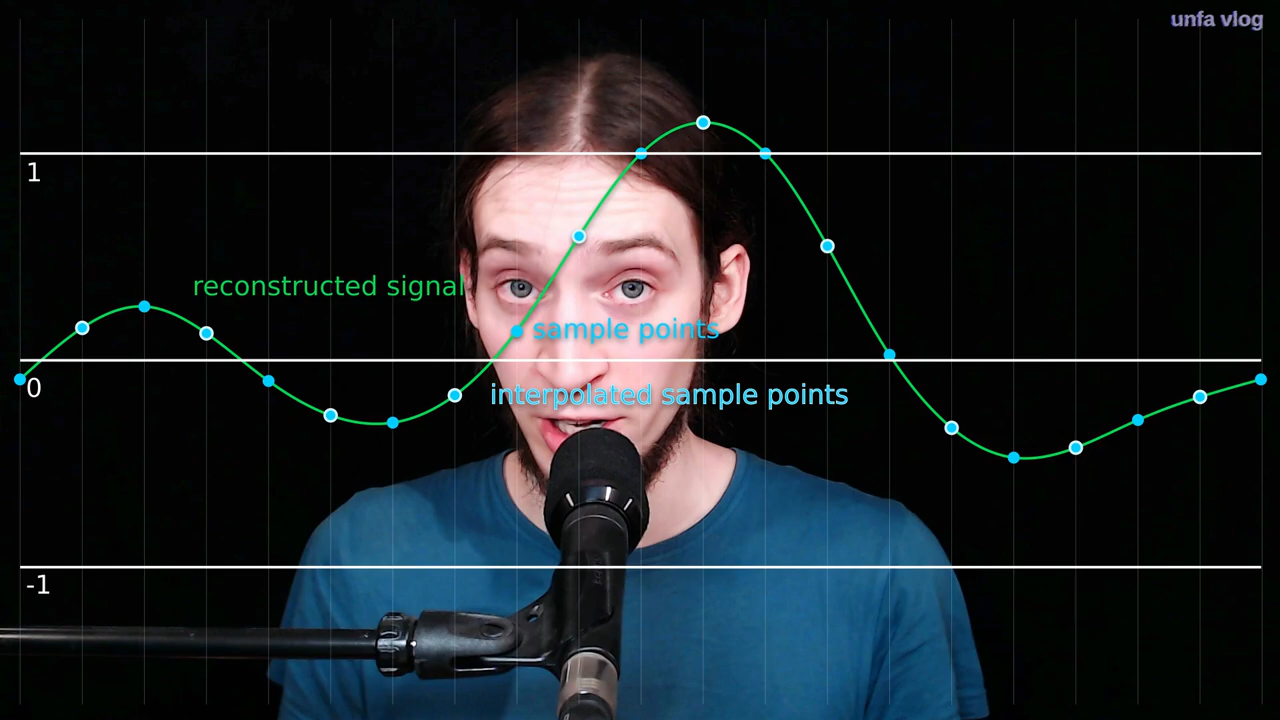 unfa vlog
1
reconstructed signal
sample points
0
interpolated sample points
-1